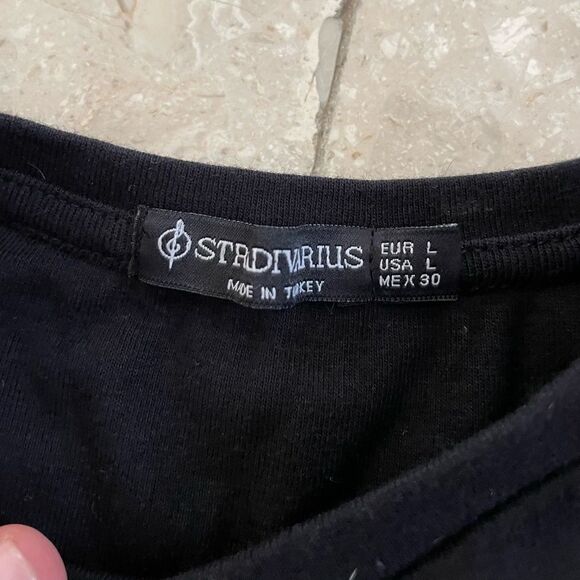 STRADIVARIUS
MADE IN TURKEY
EUR L
USA L
MEX 30